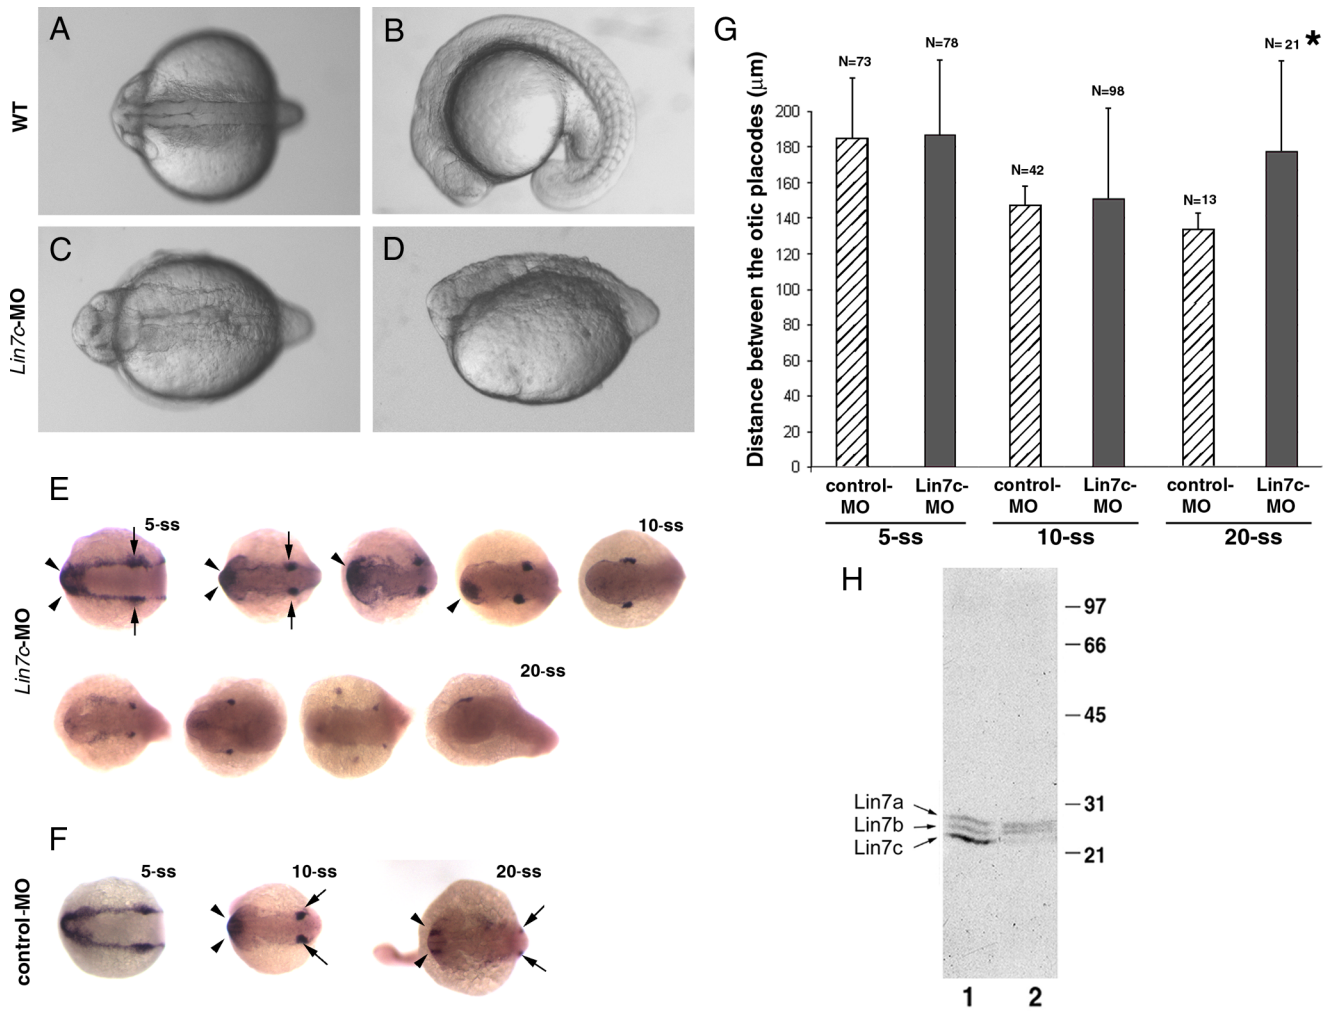 A
B
WT
C
D
Lin7c-MO
E
5-ss
10-ss
Lin7c-MO
20-ss
F
5-ss
10-ss
20-ss
control-MO
G
Distance between the otic placodes (μm)
200
180
160
140
120
100
80
60
40
20
0
N=73
N=78
N=42
N=98
N=13
N= 21 *
control-MO
Lin7c-MO
control-MO
Lin7c-MO
control-MO
Lin7c-MO
5-ss
10-ss
20-ss
H
97
66
45
31
21
Lin7a
Lin7b
Lin7c
1 2